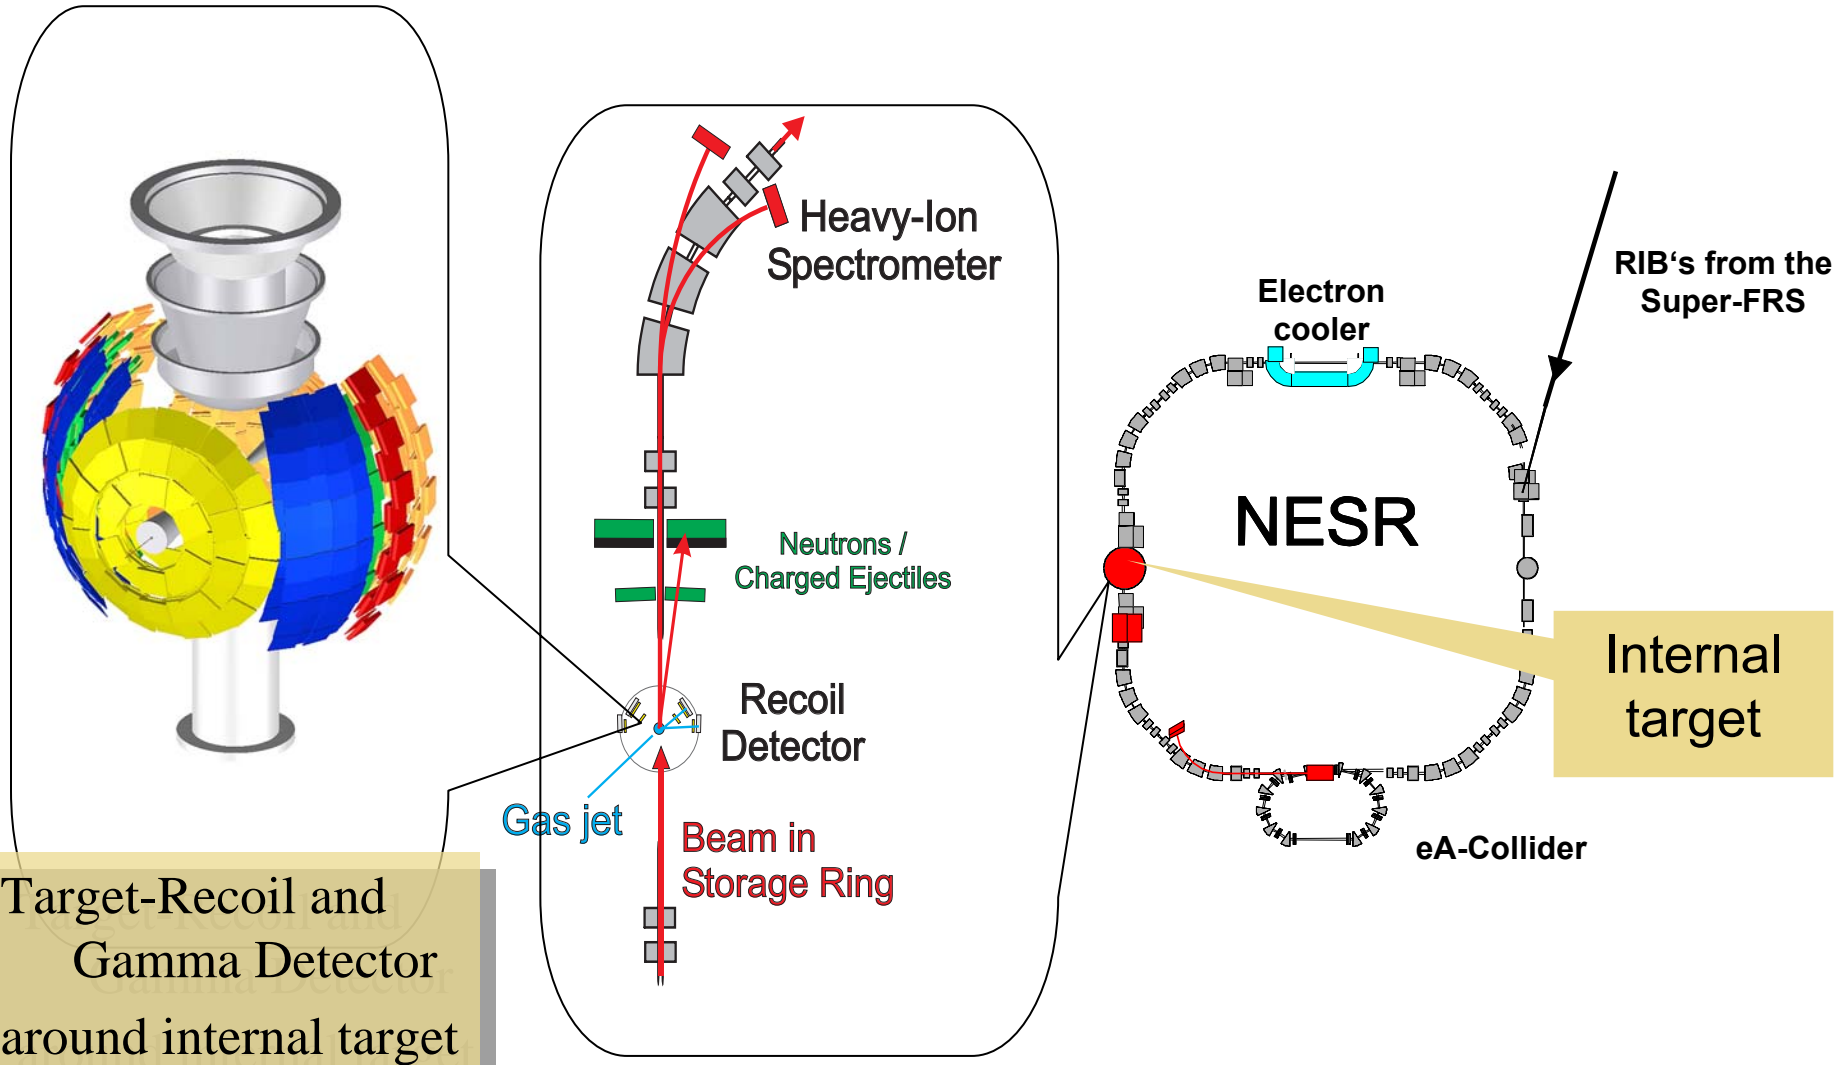 Heavy-Ion
Spectrometer
Neutrons /
Charged Ejectiles
Recoil
Detector
Gas jet
Beam in
Storage Ring
Electron
cooler
RIB‘s from the
Super-FRS
NESR
Internal
target
eA-Collider
Target-Recoil and
Gamma Detector
around internal target